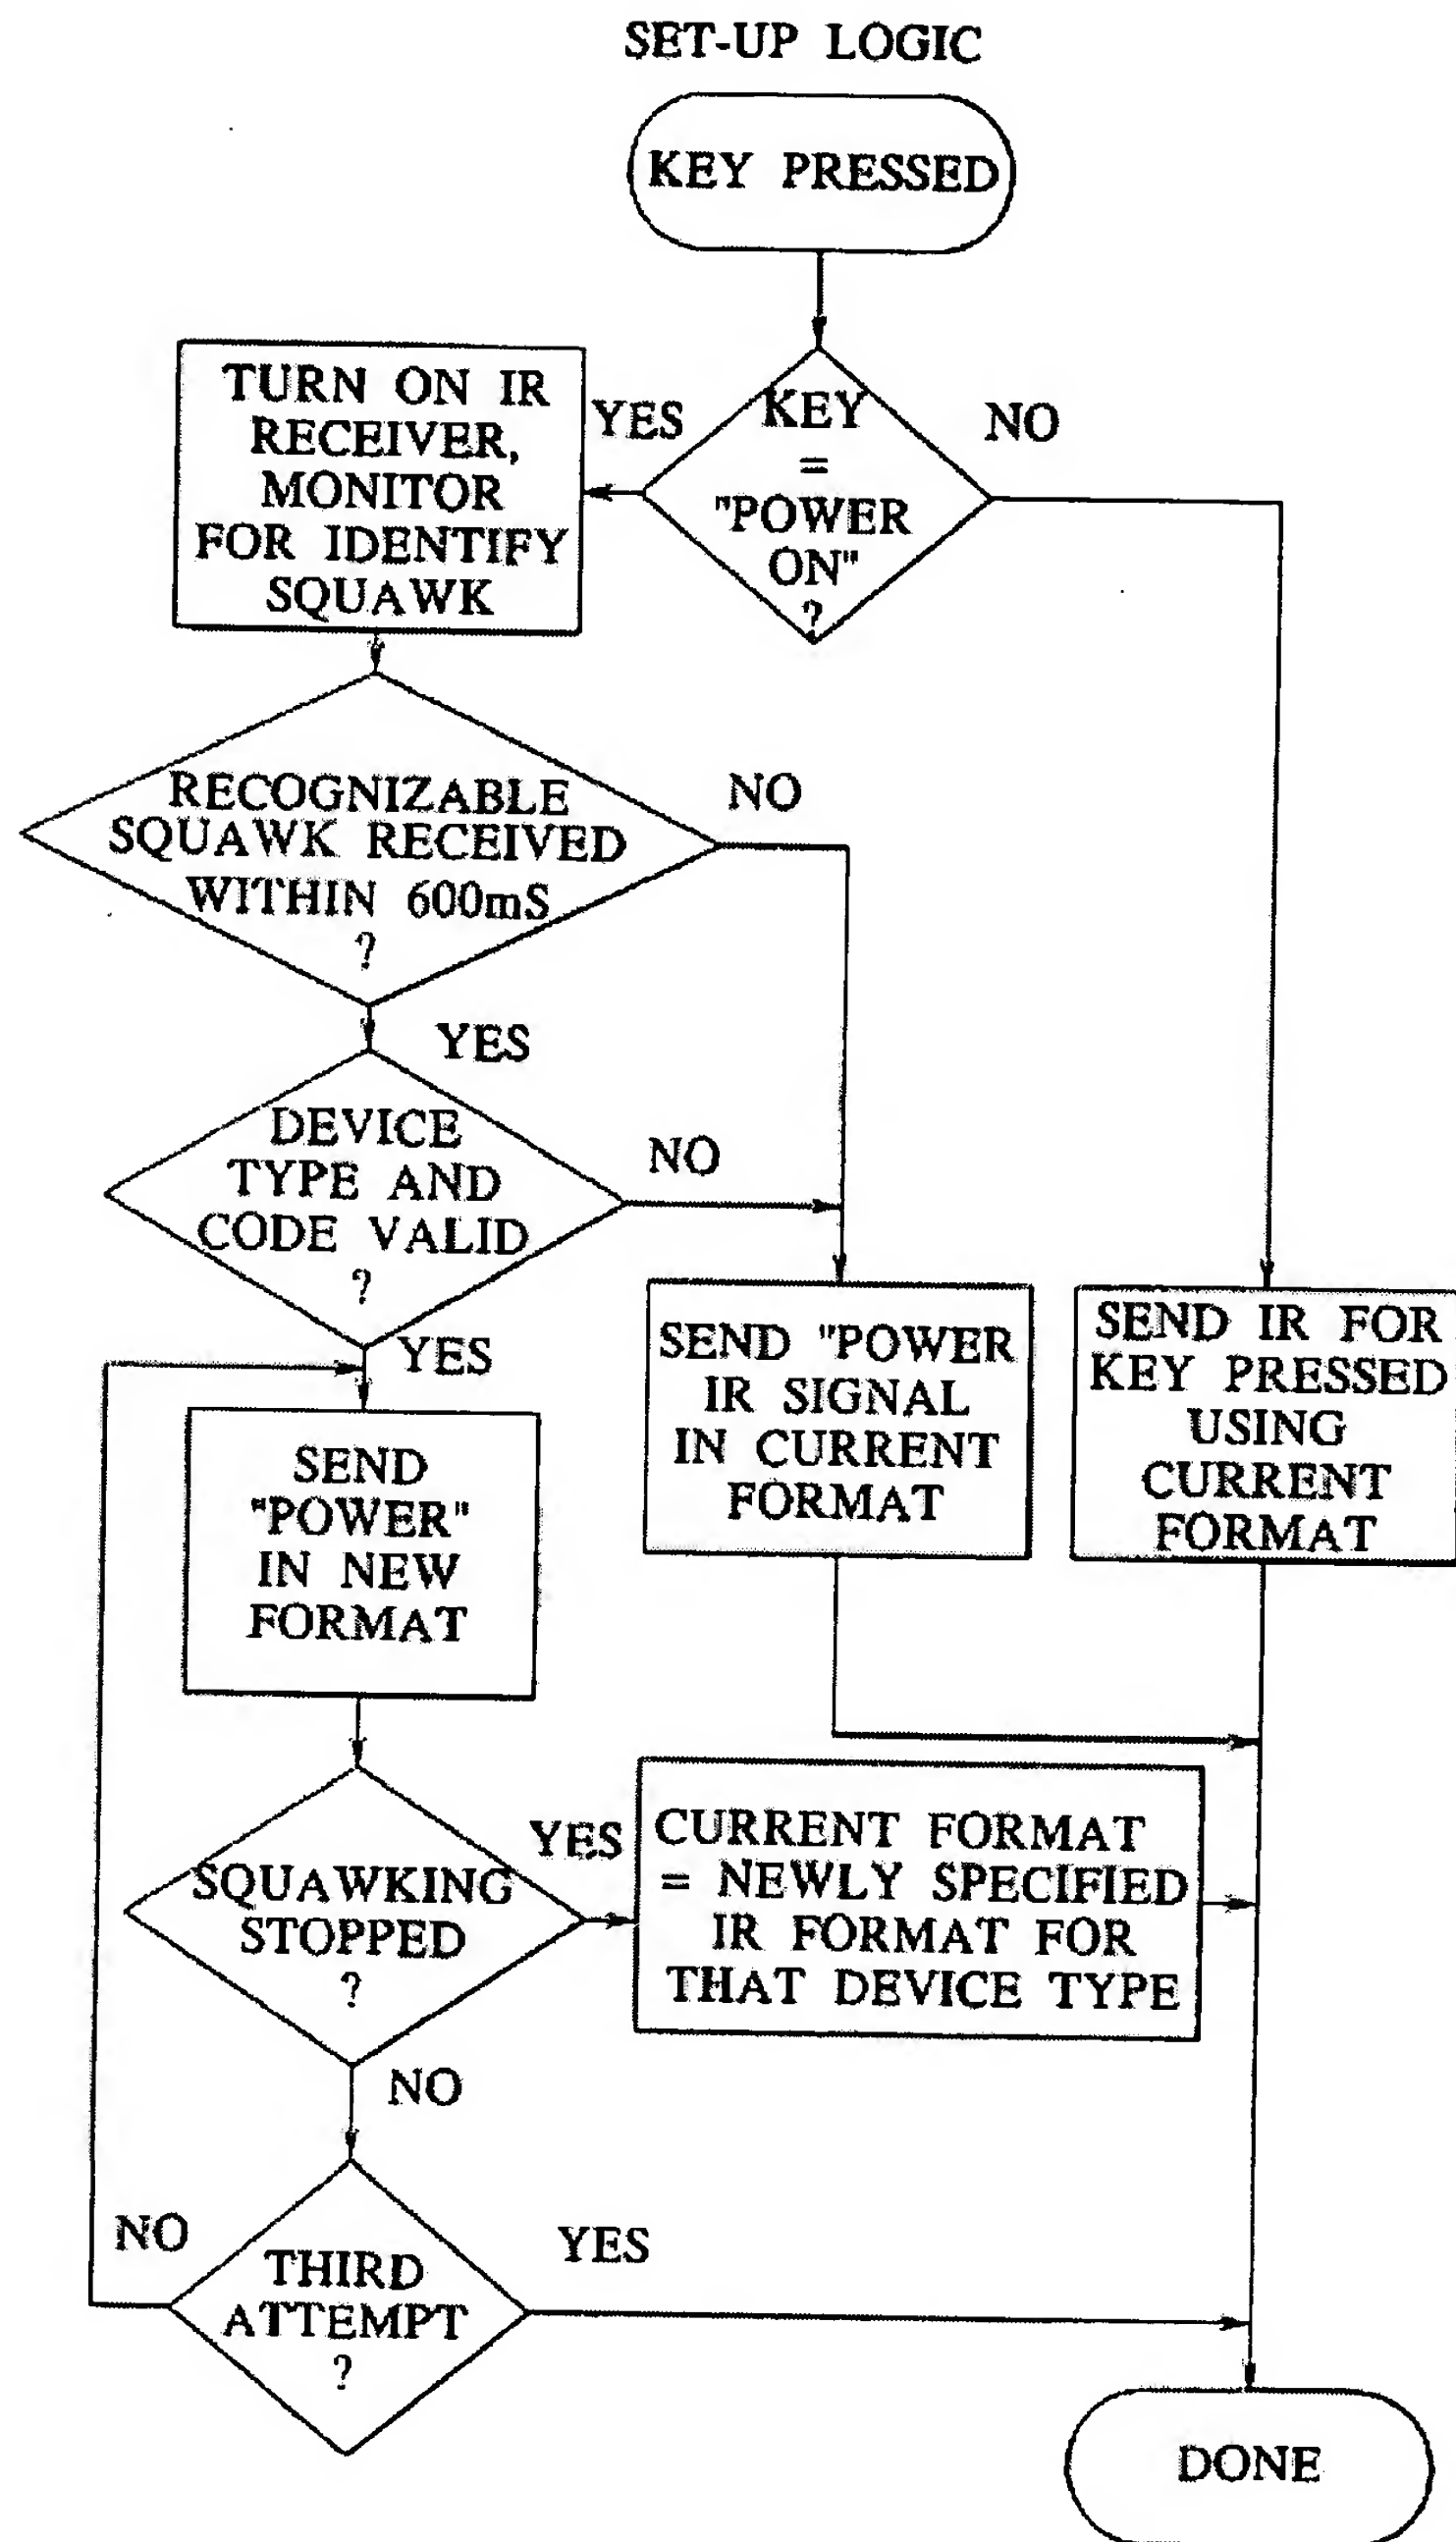 SET-UP LOGIC
KEY PRESSED
KEY
=
"POWER
ON"
?
YES
NO
TURN ON IR
RECEIVER,
MONITOR
FOR IDENTIFY
SQUAWK
RECOGNIZABLE
SQUAWK RECEIVED
WITHIN 600mS
?
NO
YES
DEVICE
TYPE AND
CODE VALID
?
NO
YES
SEND "POWER
IR SIGNAL
IN CURRENT
FORMAT
SEND IR FOR
KEY PRESSED
USING
CURRENT
FORMAT
SEND
"POWER"
IN NEW
FORMAT
SQUAWKING
STOPPED
?
YES
CURRENT FORMAT
= NEWLY SPECIFIED
IR FORMAT FOR
THAT DEVICE TYPE
NO
THIRD
ATTEMPT
?
NO
YES
DONE